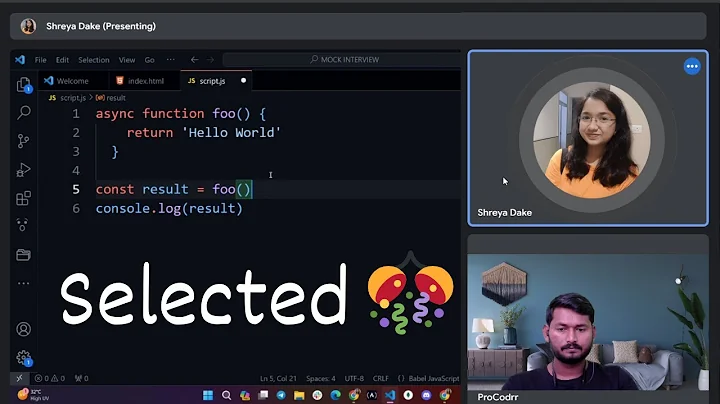 Shreya Dake (Presenting)
File Edit Selection View Go ··· MOCK INTERVIEW
Welcome index.html JS script.js
JS script.js > result
1 async function foo() {
2 return 'Hello World'
3 }
4
5 const result = foo()
6 console.log(result)
Shreya Dake
Selected
ProCodrr
0 0 0 Ln 5, Col 21 Spaces: 4 UTF-8 CRLF {} Babel JavaScript
32°C
High UV